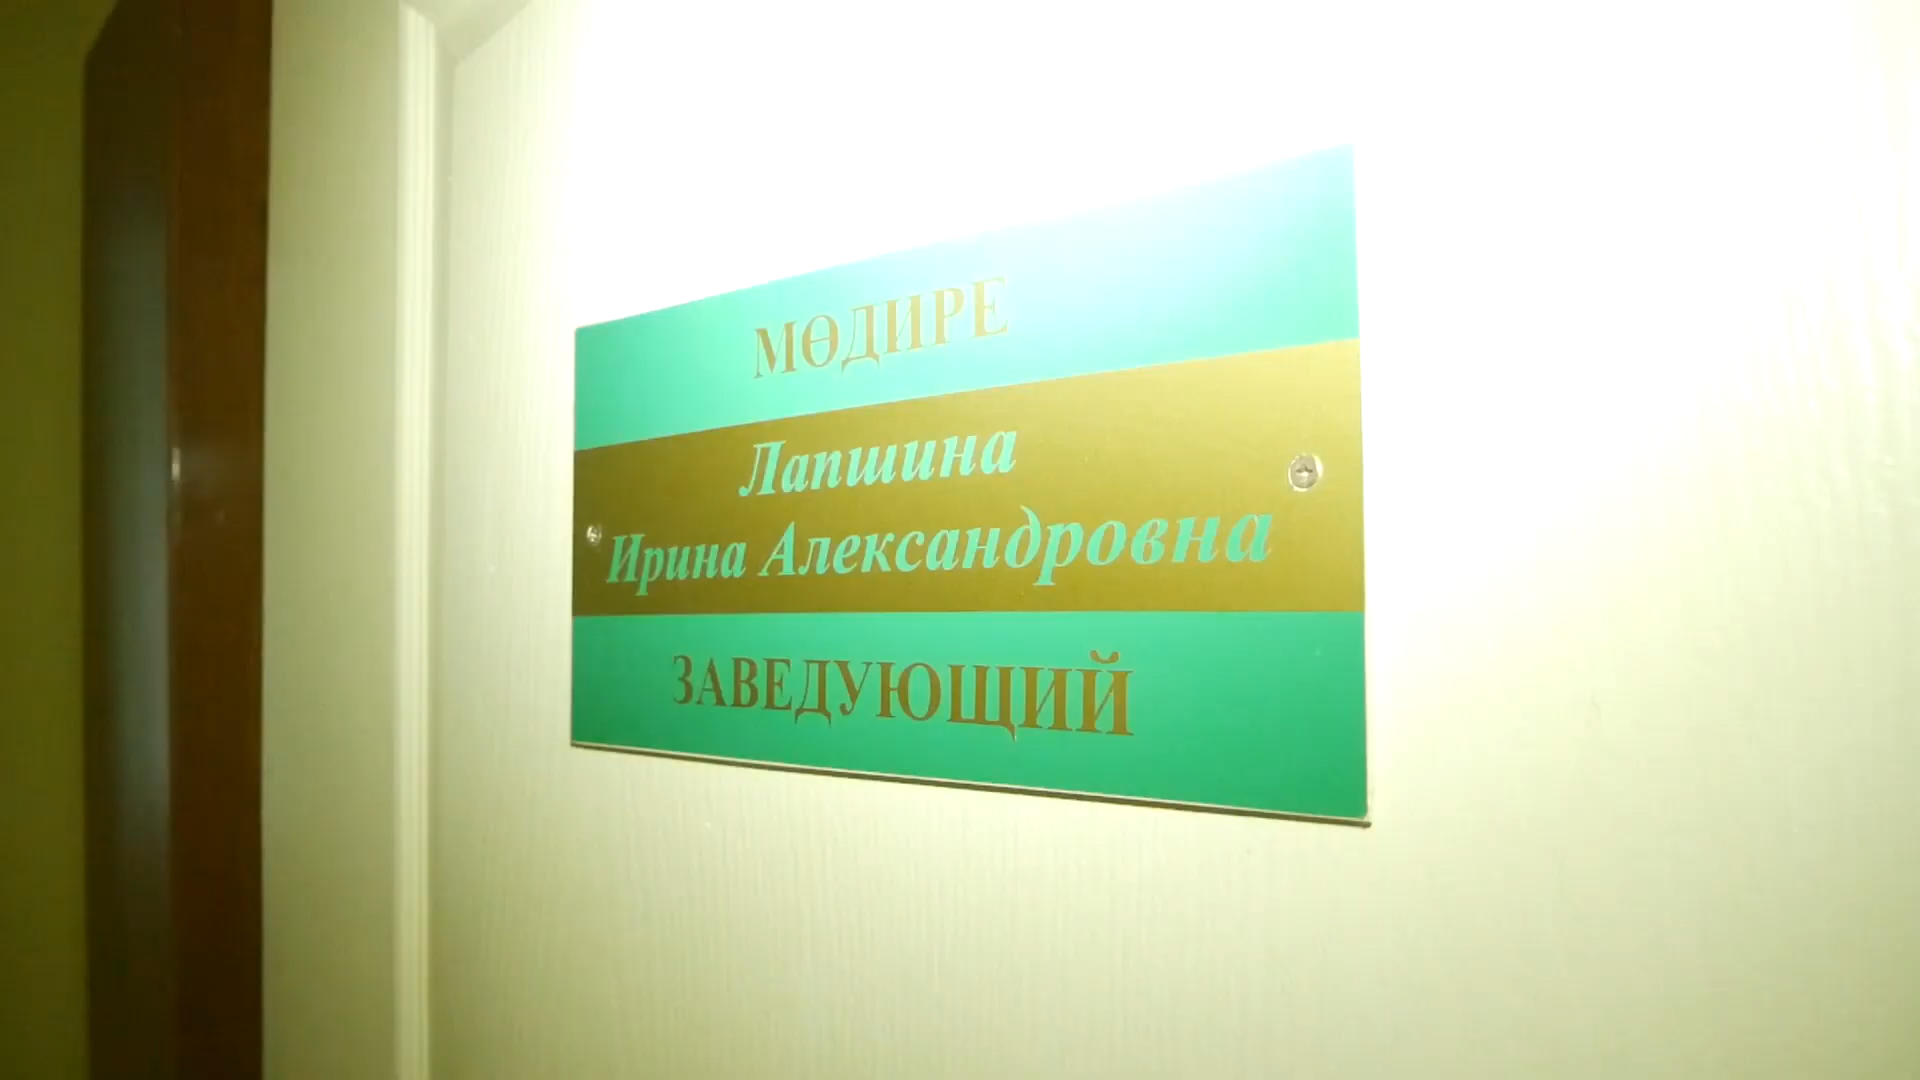 МӨДИРЕ
Лапшина
Ирина Александровна
ЗАВЕДУЮЩИЙ